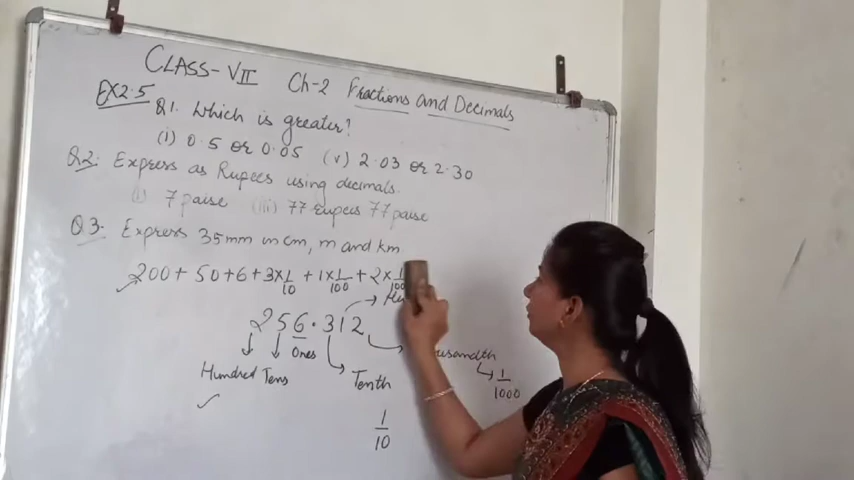 CLASS-VII Ch-2 Fractions and Decimals
EX2.5 Q1. Which is greater?
(i) 0.5 or 0.05 (v) 2.03 or 2.30
Q2. Express as Rupees using decimals.
(i) 7 paise (iii) 77 rupees 77 paise
Q3. Express 35mm in cm, m and km
200 + 50 + 6 + 3×1/10 + 1×1/100 + 2×
256.312
Ones
Hundred Tens
Tenth
1/10
1/1000